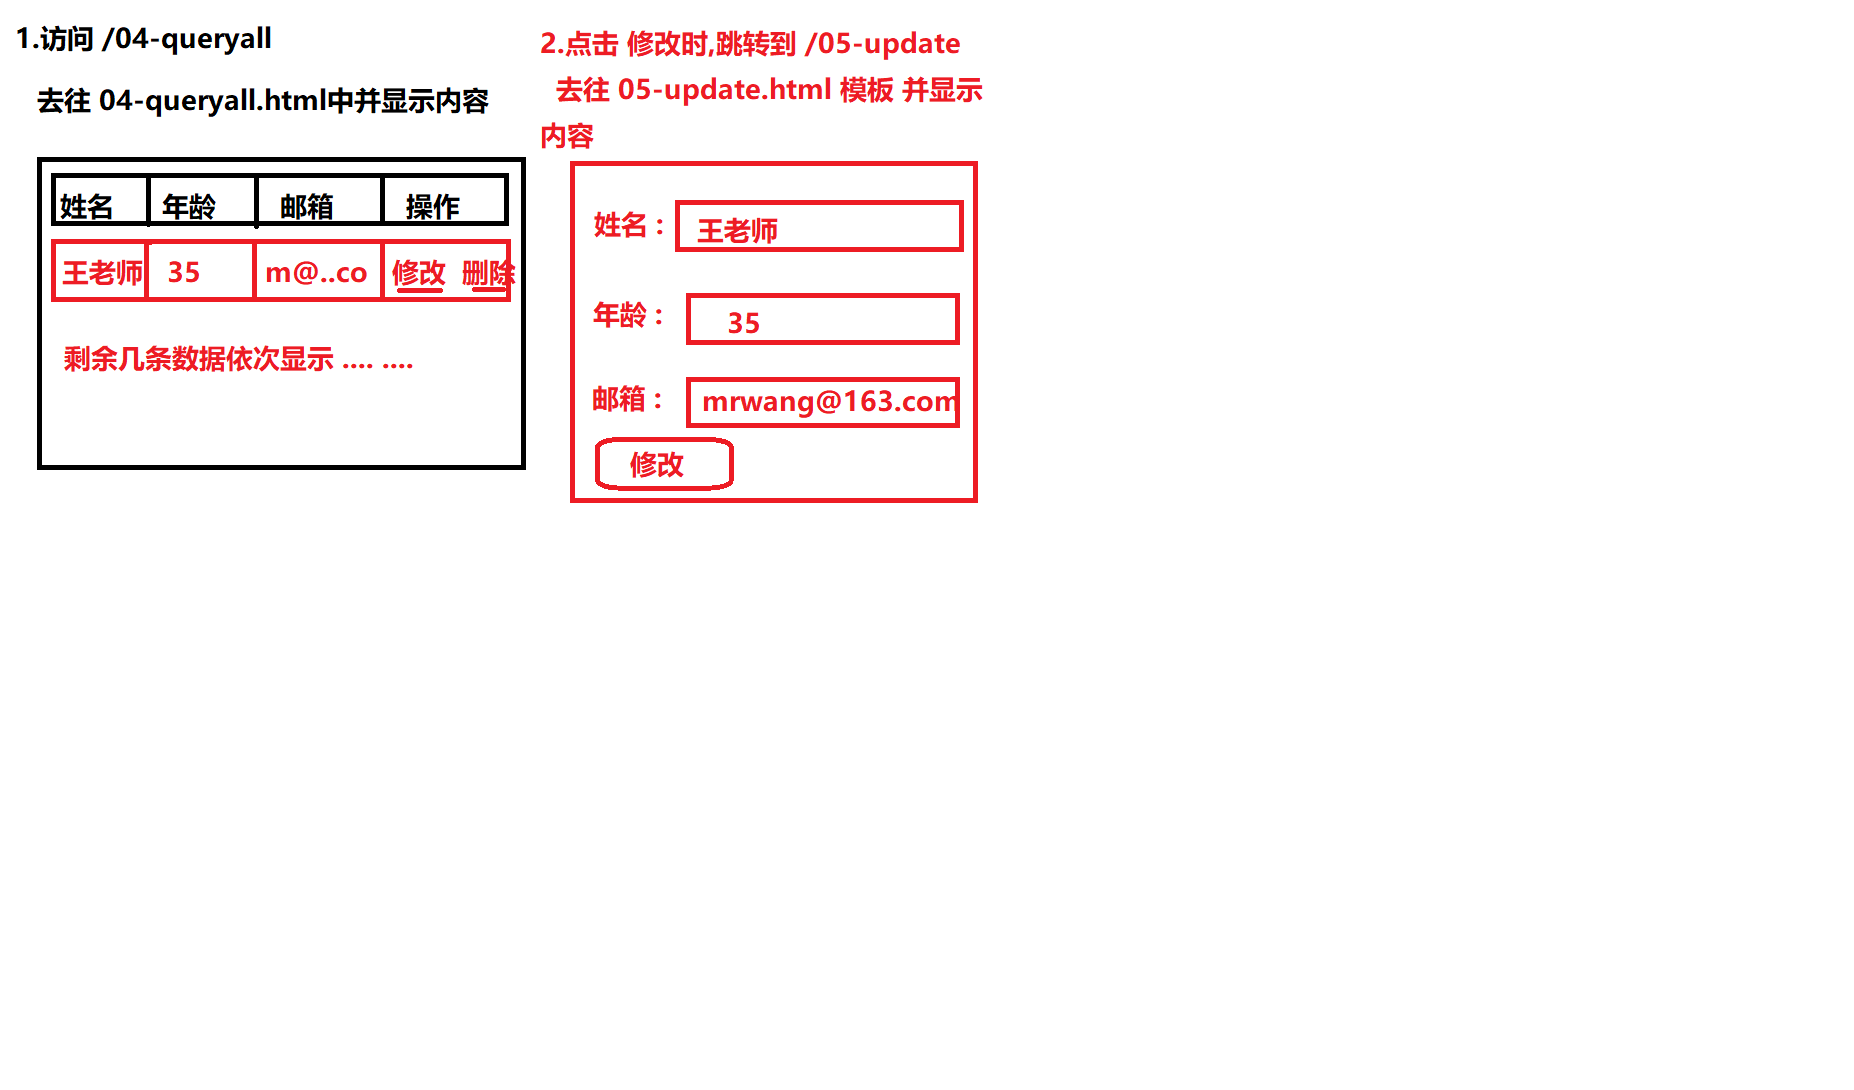 1.访问 /04-queryall
去往 04-queryall.html中并显示内容
姓名 年龄 邮箱 操作
王老师 35 m@..co 修改 删除
剩余几条数据依次显示 .... ....
2.点击 修改时,跳转到 /05-update
去往 05-update.html 模板 并显示
内容
姓名： 王老师
年龄： 35
邮箱： mrwang@163.com
修改